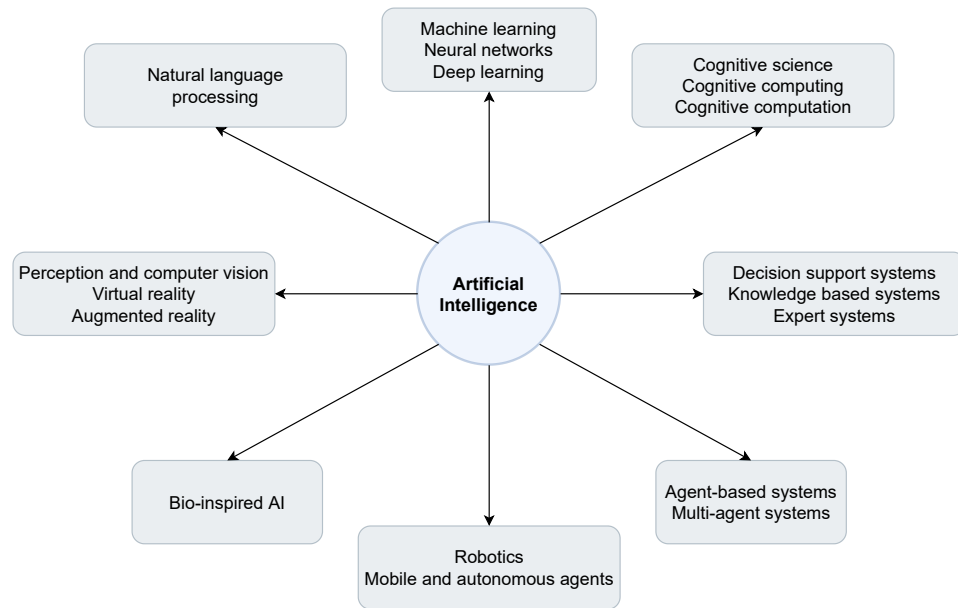 Machine learning
Neural networks
Deep learning
Natural language
processing
Cognitive science
Cognitive computing
Cognitive computation
Perception and computer vision
Virtual reality
Augmented reality
Artificial
Intelligence
Decision support systems
Knowledge based systems
Expert systems
Bio-inspired AI
Agent-based systems
Multi-agent systems
Robotics
Mobile and autonomous agents